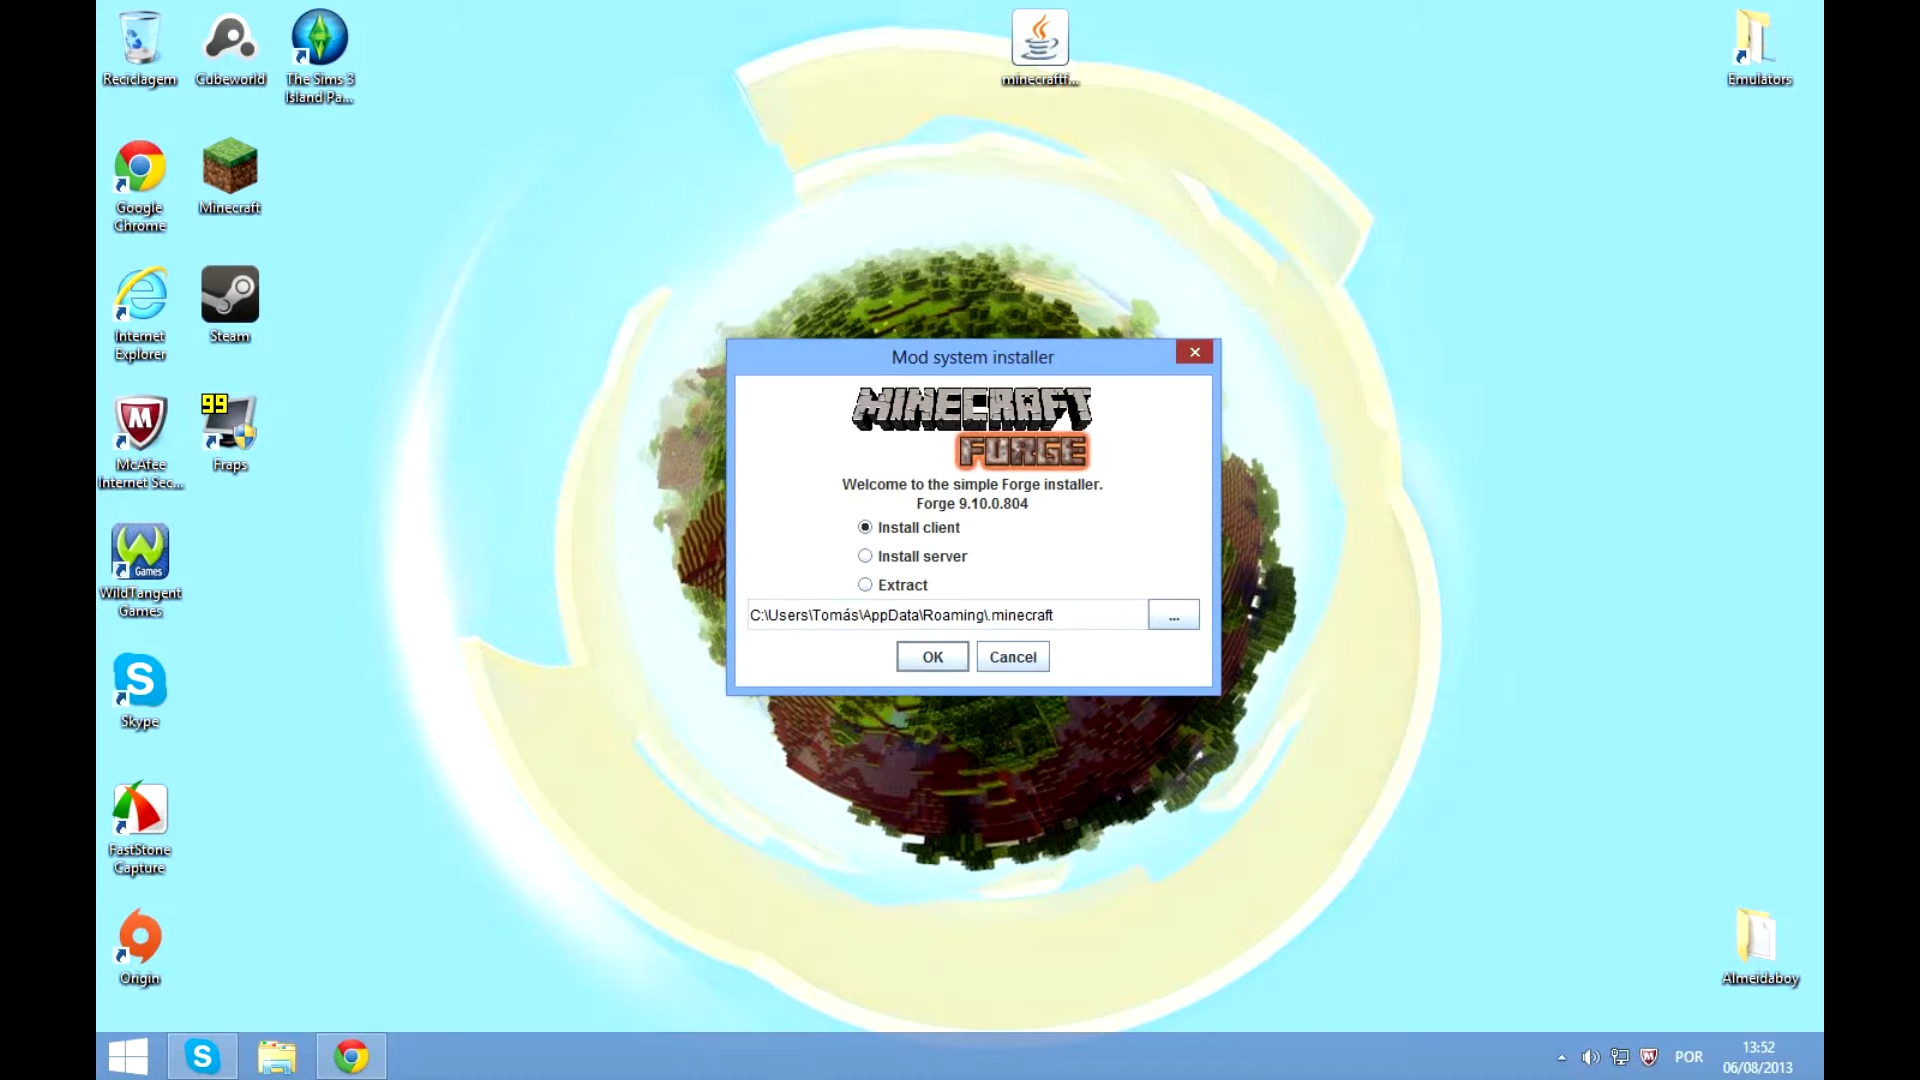 Reciclagem
Cubeworld
The Sims 3
Island Pa...
minecraftf...
Emulators
Google
Chrome
Minecraft
Internet
Explorer
Steam
99
McAfee
Internet Sec...
Fraps
Games
WildTangent
Games
Skype
FastStone
Capture
Origin
Mod system installer
MINECRAFT
FORGE
Welcome to the simple Forge installer.
Forge 9.10.0.804
Install client
Install server
Extract
C:\Users\Tomás\AppData\Roaming\.minecraft
...
OK
Cancel
Almeidaboy
POR
13:52
06/08/2013